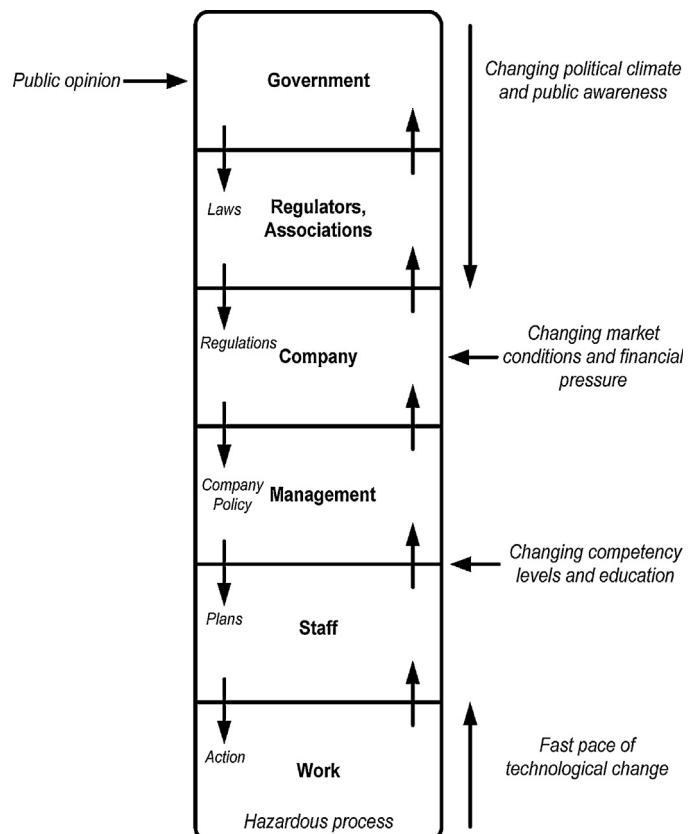 Public opinion
Government
Changing political climate
and public awareness
Laws
Regulators,
Associations
Regulations
Company
Changing market
conditions and financial
pressure
Company
Policy
Management
Changing competency
levels and education
Plans
Staff
Action
Work
Hazardous process
Fast pace of
technological change